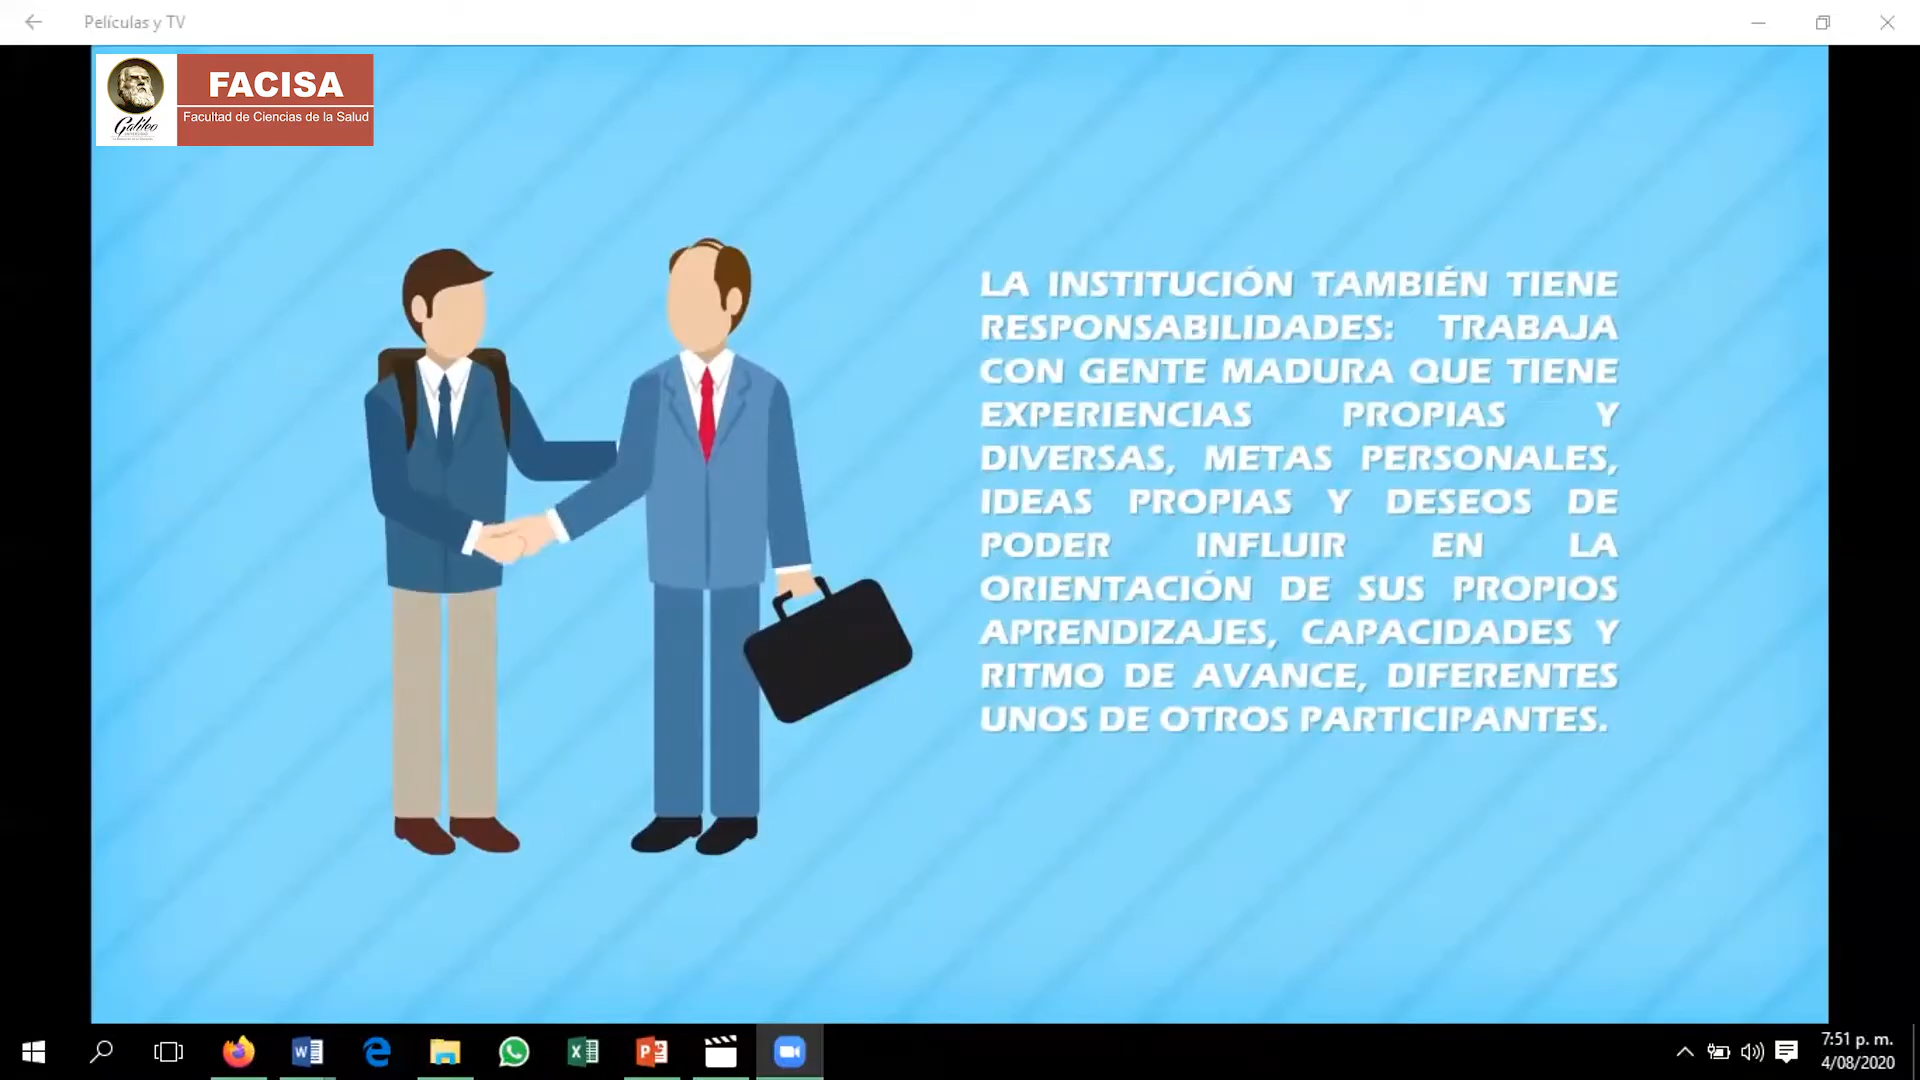 Películas y TV
FACISA
Facultad de Ciencias de la Salud
Galileo
LA INSTITUCIÓN TAMBIÉN TIENE
RESPONSABILIDADES: TRABAJA
CON GENTE MADURA QUE TIENE
EXPERIENCIAS PROPIAS Y
DIVERSAS, METAS PERSONALES,
IDEAS PROPIAS Y DESEOS DE
PODER INFLUIR EN LA
ORIENTACIÓN DE SUS PROPIOS
APRENDIZAJES, CAPACIDADES Y
RITMO DE AVANCE, DIFERENTES
UNOS DE OTROS PARTICIPANTES.
7:51 p. m.
4/08/2020